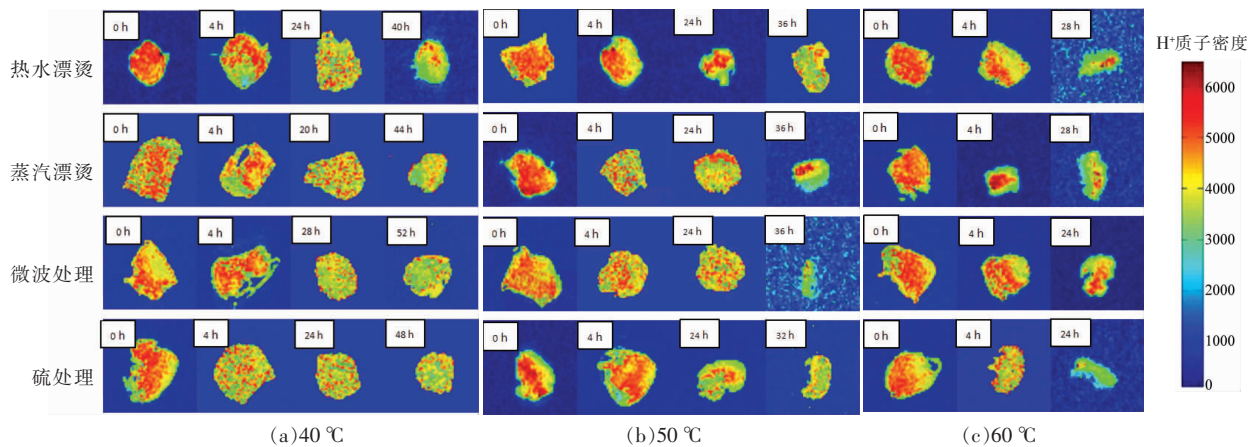 H⁺质子密度
6000
5000
4000
3000
2000
1000
0
热水漂烫
0 h 4 h 24 h 40 h 0 h 4 h 24 h 36 h 0 h 4 h 28 h
蒸汽漂烫
0 h 4 h 20 h 44 h 0 h 4 h 24 h 36 h 0 h 4 h 28 h
微波处理
0 h 4 h 28 h 52 h 0 h 4 h 24 h 36 h 0 h 4 h 24 h
硫处理
0 h 4 h 24 h 48 h 0 h 4 h 24 h 32 h 0 h 4 h 24 h
(a)40 ℃ (b)50 ℃ (c)60 ℃